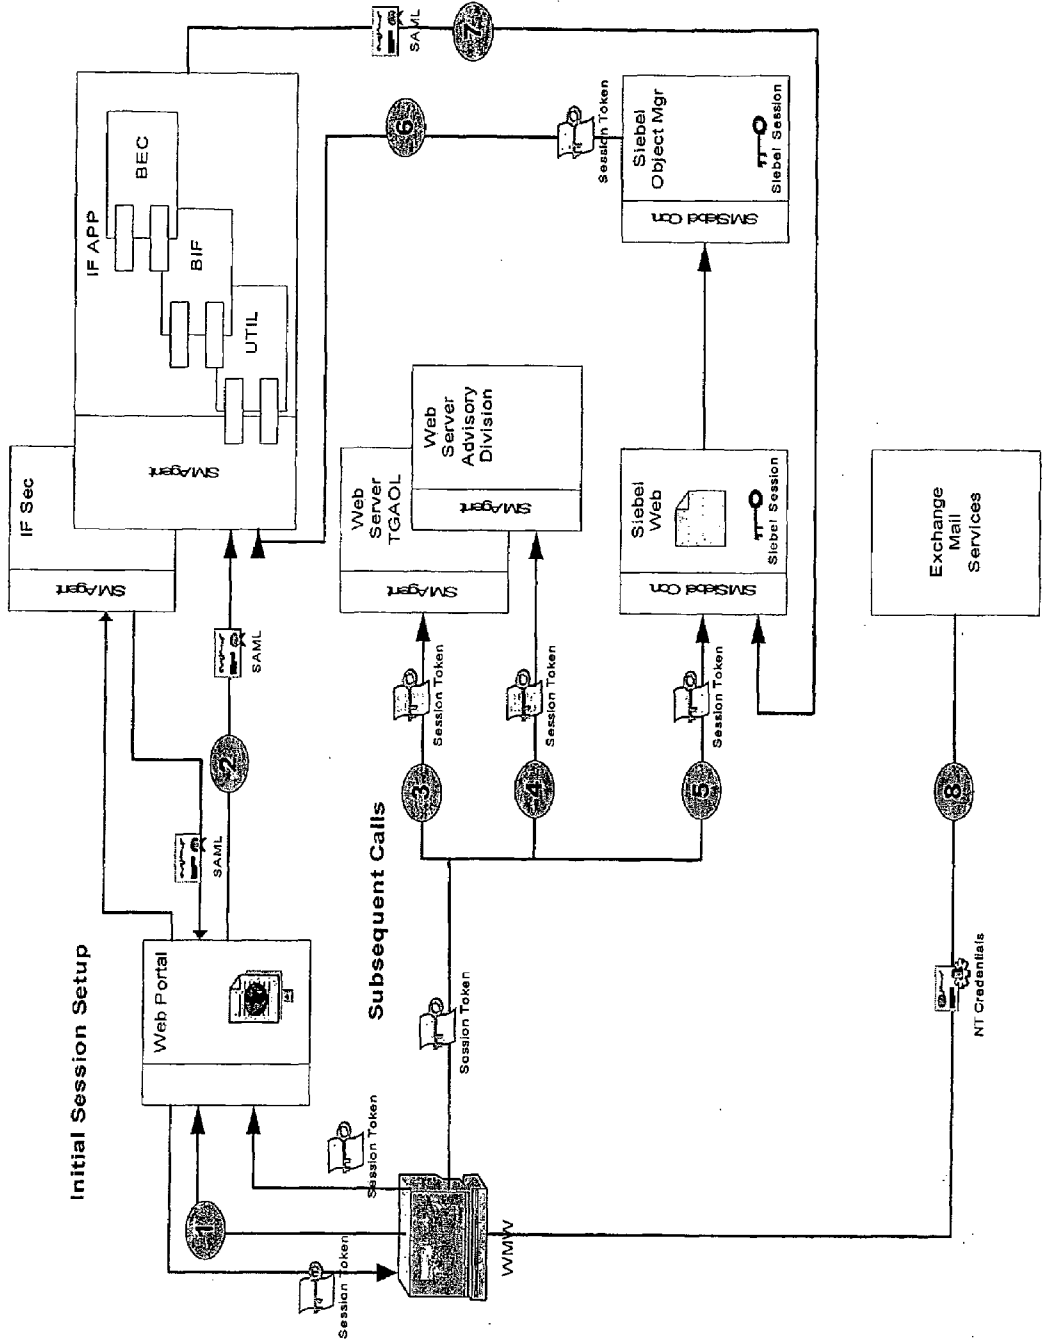 Initial Session Setup
IF Sec
SMAgent
IF APP
BEC
BIF
UTIL
SMAgent
SAML
7
6
Session Token
Web Portal
SAML
2
SAML
1
Session Token
Session Token
WMW
Subsequent Calls
Session Token
3
Session Token
4
Session Token
5
Session Token
Web
Server
TGAOL
SMAgent
Web
Server
Advisory
Division
SMAgent
Siebel
Web
SMSiebel Con.
Siebel Session
Siebel
Object Mgr
SMSiebel Con.
Siebel Session
8
NT Credentials
Exchange
Mail
Services